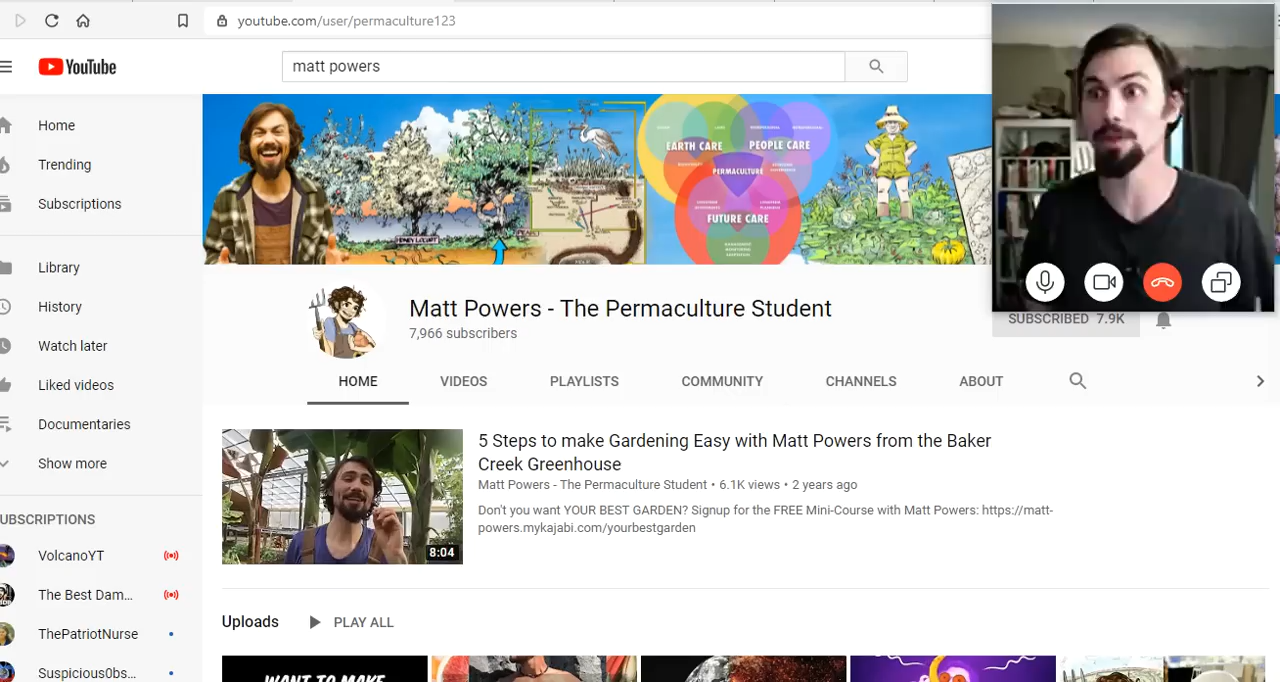 youtube.com/user/permaculture123
YouTube
matt powers
Home
Trending
Subscriptions
Library
History
Watch later
Liked videos
Documentaries
Show more
UBSCRIPTIONS
VolcanoYT
The Best Dam...
ThePatriotNurse
Suspicious0bs...
HONEY LOCUST
EARTH CARE
PEOPLE CARE
PERMACULTURE
FUTURE CARE
Matt Powers - The Permaculture Student
7,966 subscribers
SUBSCRIBED 7.9K
HOME
VIDEOS
PLAYLISTS
COMMUNITY
CHANNELS
ABOUT
8:04
5 Steps to make Gardening Easy with Matt Powers from the Baker
Creek Greenhouse
Matt Powers - The Permaculture Student • 6.1K views • 2 years ago
Don't you want YOUR BEST GARDEN? Signup for the FREE Mini-Course with Matt Powers: https://matt-
powers.mykajabi.com/yourbestgarden
Uploads
PLAY ALL
WANT TO MAKE